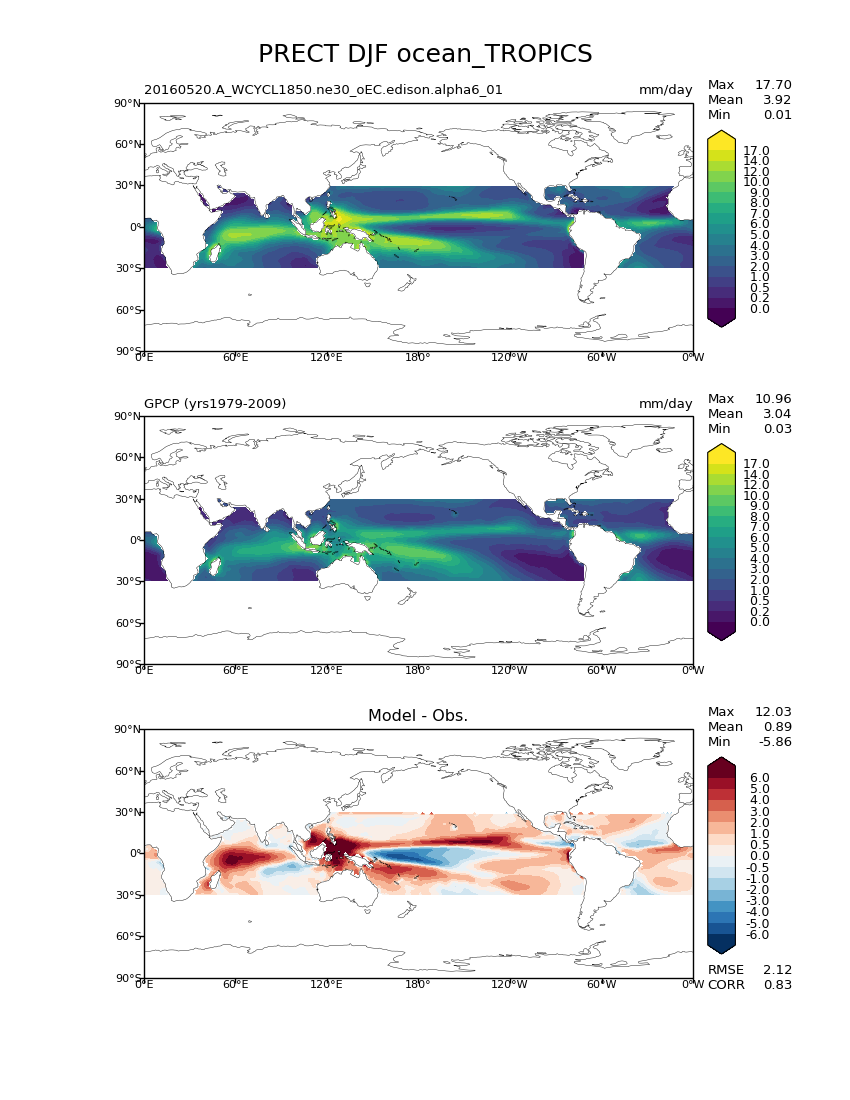 PRECT DJF ocean_TROPICS
20160520.A_WCYCL1850.ne30_oEC.edison.alpha6_01 mm/day
Max 17.70
Mean 3.92
Min 0.01
90°N
60°N
30°N
0°
30°S
60°S
90°S
0°E 60°E 120°E 180° 120°W 60°W 0°W
17.0
14.0
12.0
10.0
9.0
8.0
7.0
6.0
5.0
4.0
3.0
2.0
1.0
0.5
0.2
0.0
GPCP (yrs1979-2009) mm/day
Max 10.96
Mean 3.04
Min 0.03
90°N
60°N
30°N
0°
30°S
60°S
90°S
0°E 60°E 120°E 180° 120°W 60°W 0°W
17.0
14.0
12.0
10.0
9.0
8.0
7.0
6.0
5.0
4.0
3.0
2.0
1.0
0.5
0.2
0.0
Model - Obs.
Max 12.03
Mean 0.89
Min -5.86
90°N
60°N
30°N
0°
30°S
60°S
90°S
0°E 60°E 120°E 180° 120°W 60°W 0°W
6.0
5.0
4.0
3.0
2.0
1.0
0.5
0.0
-0.5
-1.0
-2.0
-3.0
-4.0
-5.0
-6.0
RMSE 2.12
CORR 0.83